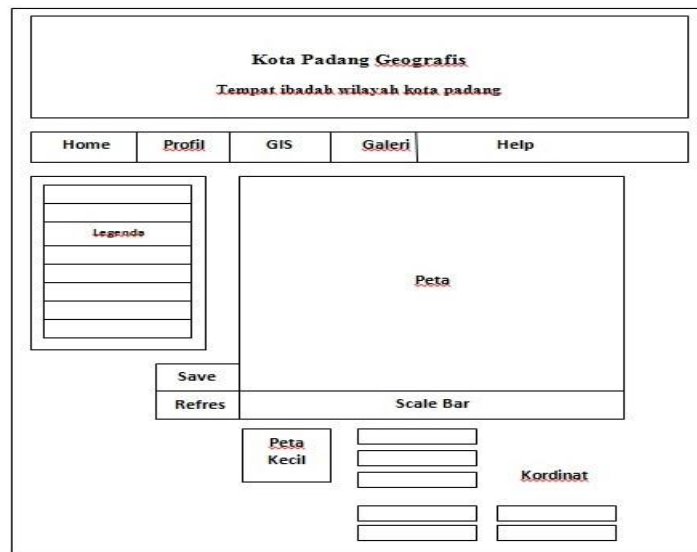 Kota Padang Geografis
Tempat ibadah wilayah kota padang
Home Profil GIS Galeri Help
Legenda
Peta
Save
Refres Scale Bar
Peta
Kecil
Kordinat